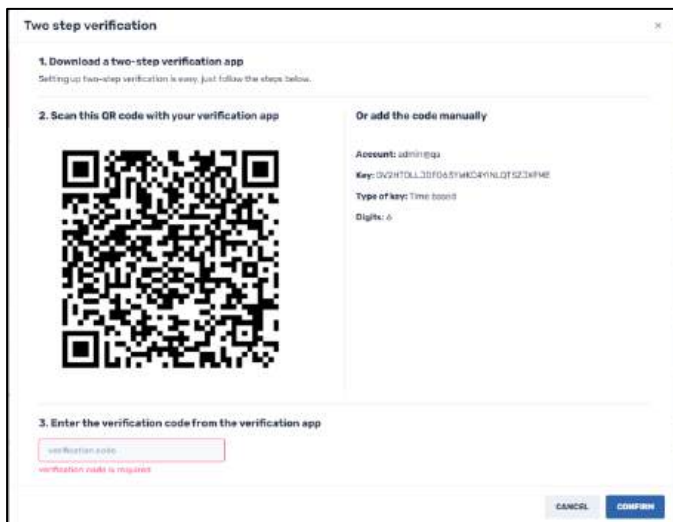 Two step verification
1. Download a two-step verification app
Setting up two-step verification is easy, just follow the steps below.
2. Scan this QR code with your verification app
Or add the code manually
Account: admin@qa
Key:
Type of key: Time based
Digits: 6
3. Enter the verification code from the verification app
verification code
verification code is required
CANCEL
CONFIRM